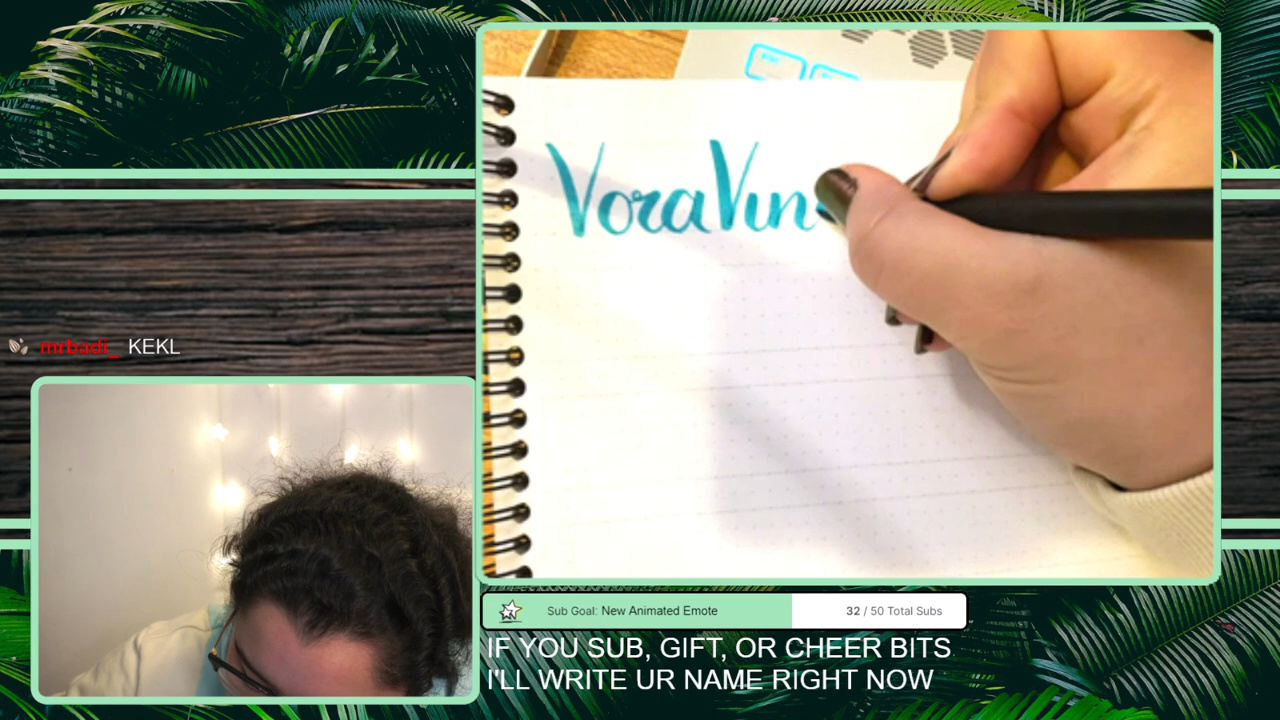 VoraVin
mrbadi_ KEKL
Sub Goal: New Animated Emote 32 / 50 Total Subs
IF YOU SUB, GIFT, OR CHEER BITS
I'LL WRITE UR NAME RIGHT NOW